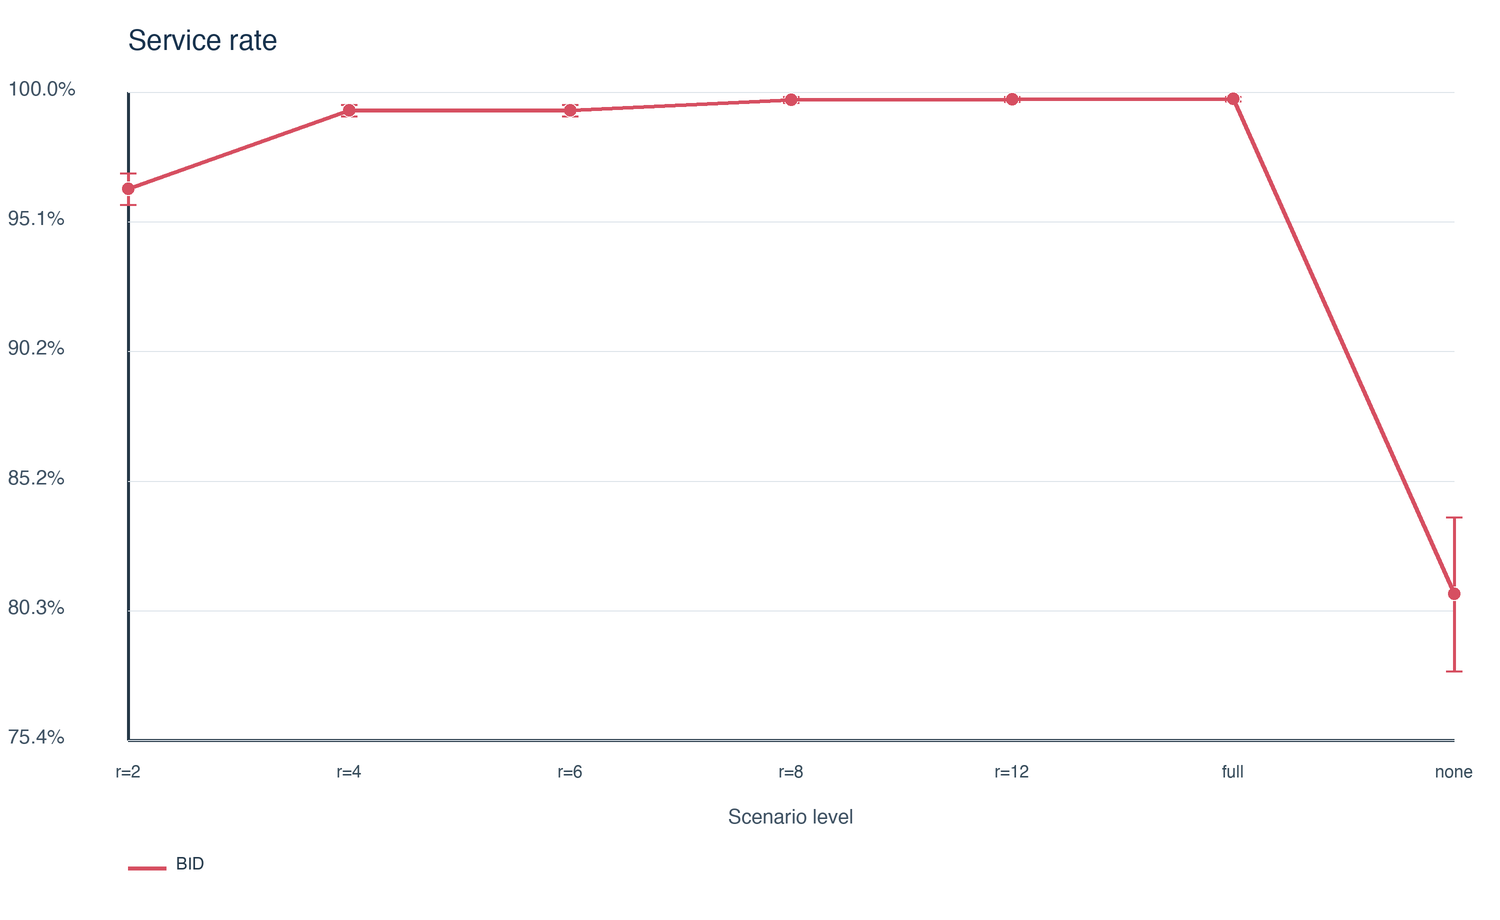 Service rate
100.0%
95.1%
90.2%
85.2%
80.3%
75.4%
r=2 r=4 r=6 r=8 r=12 full none
Scenario level
BID